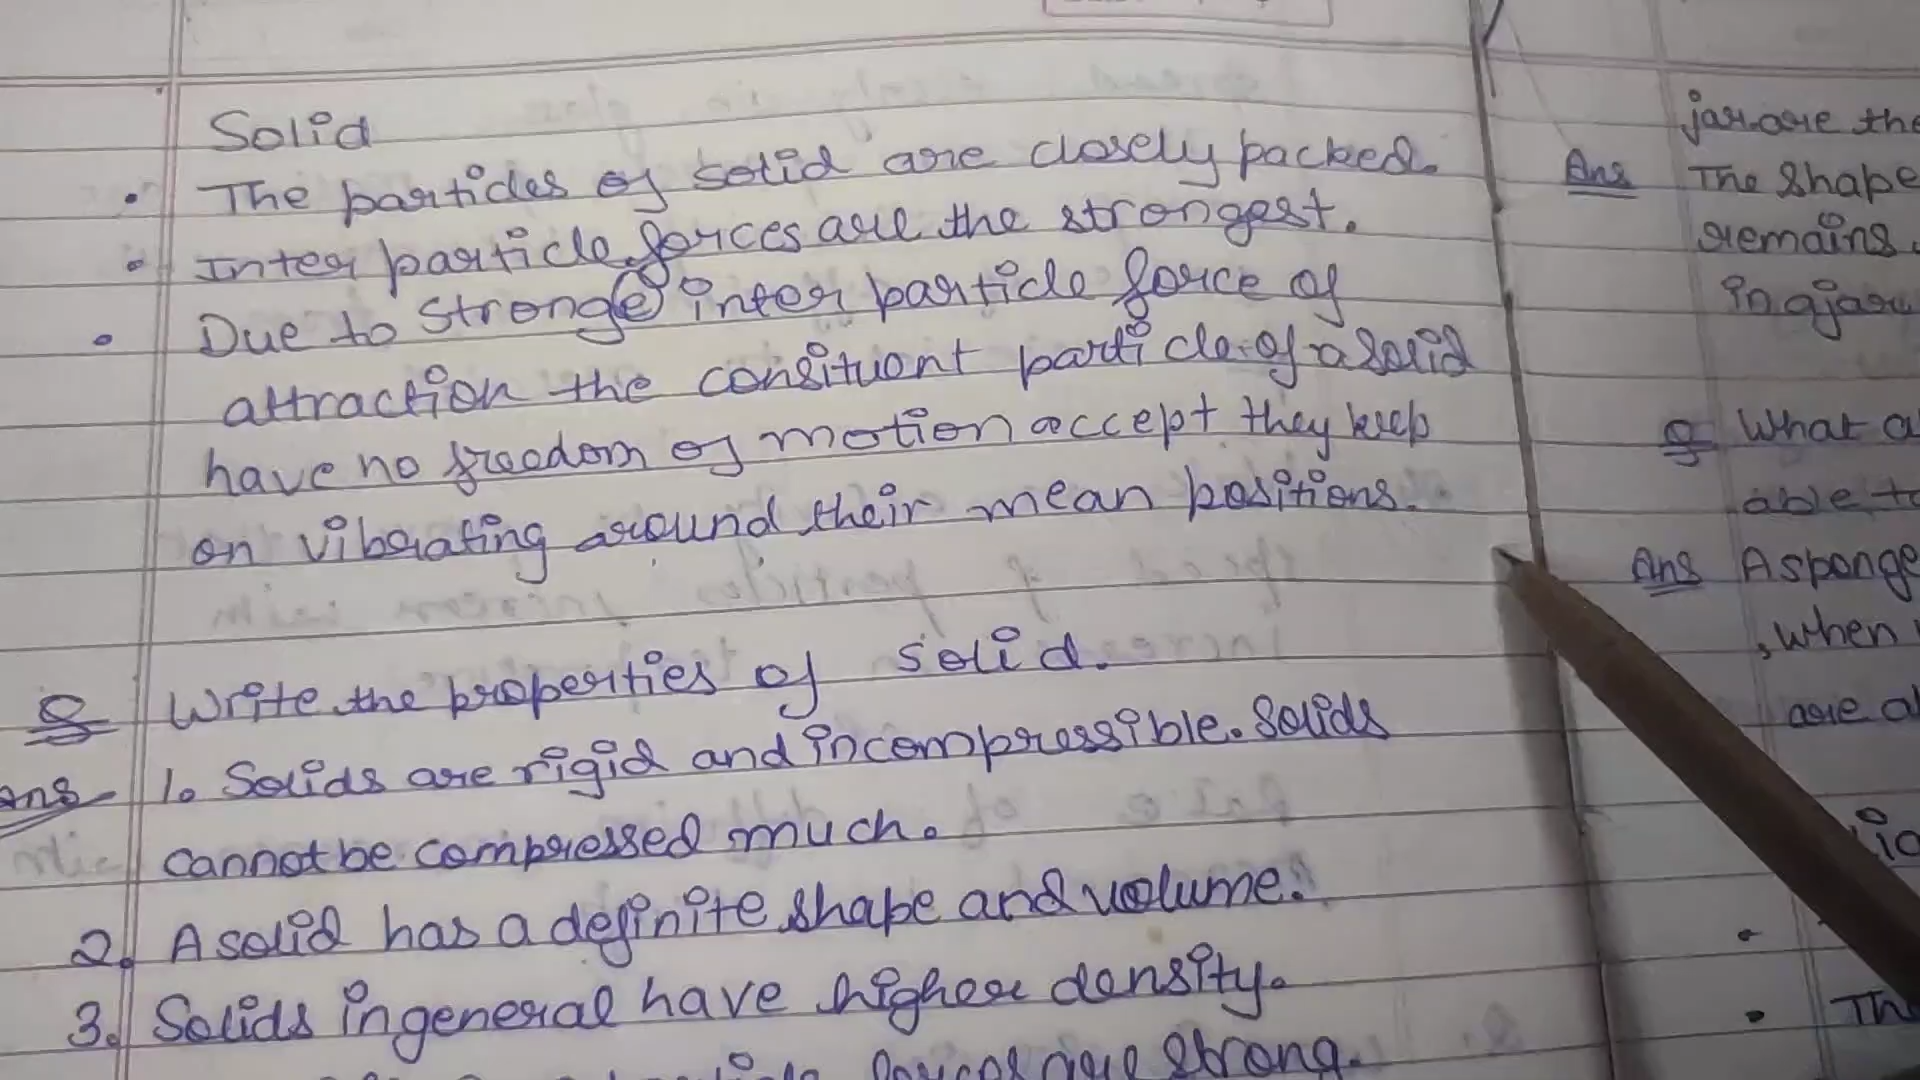 Solid
• The particles of solid are closely packed.
• Inter particle forces are the strongest.
• Due to stronge inter particle force of
attraction the consituent particle of a solid
have no freedom of motion accept they keep
on vibrating around their mean positions.
Q Write the properties of solid.
Ans 1. Solids are rigid and incompressible. Solids
cannot be compressed much.
2. A solid has a definite shape and volume.
3. Solids in general have higher density.
forces are strong.
jar are the
Ans The shape
remains
in a jar
Q What a
able to
Ans A sponge
, when
are al